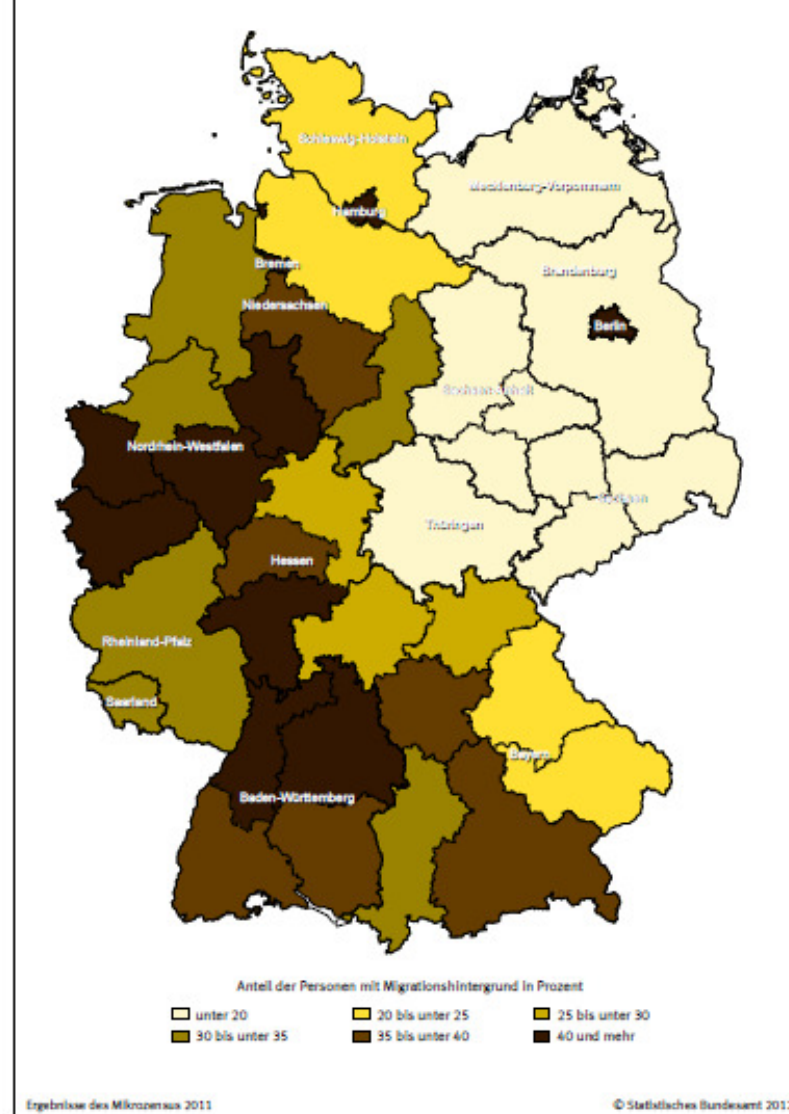 Schleswig-Holstein
Mecklenburg-Vorpommern
Hamburg
Bremen
Brandenburg
Niedersachsen
Berlin
Sachsen-Anhalt
Nordrhein-Westfalen
Sachsen
Thüringen
Hessen
Rheinland-Pfalz
Saarland
Bayern
Baden-Württemberg
Anteil der Personen mit Migrationshintergrund in Prozent
unter 20 20 bis unter 25 25 bis unter 30
30 bis unter 35 35 bis unter 40 40 und mehr
Ergebnisse des Mikrozensus 2011
© Statistisches Bundesamt